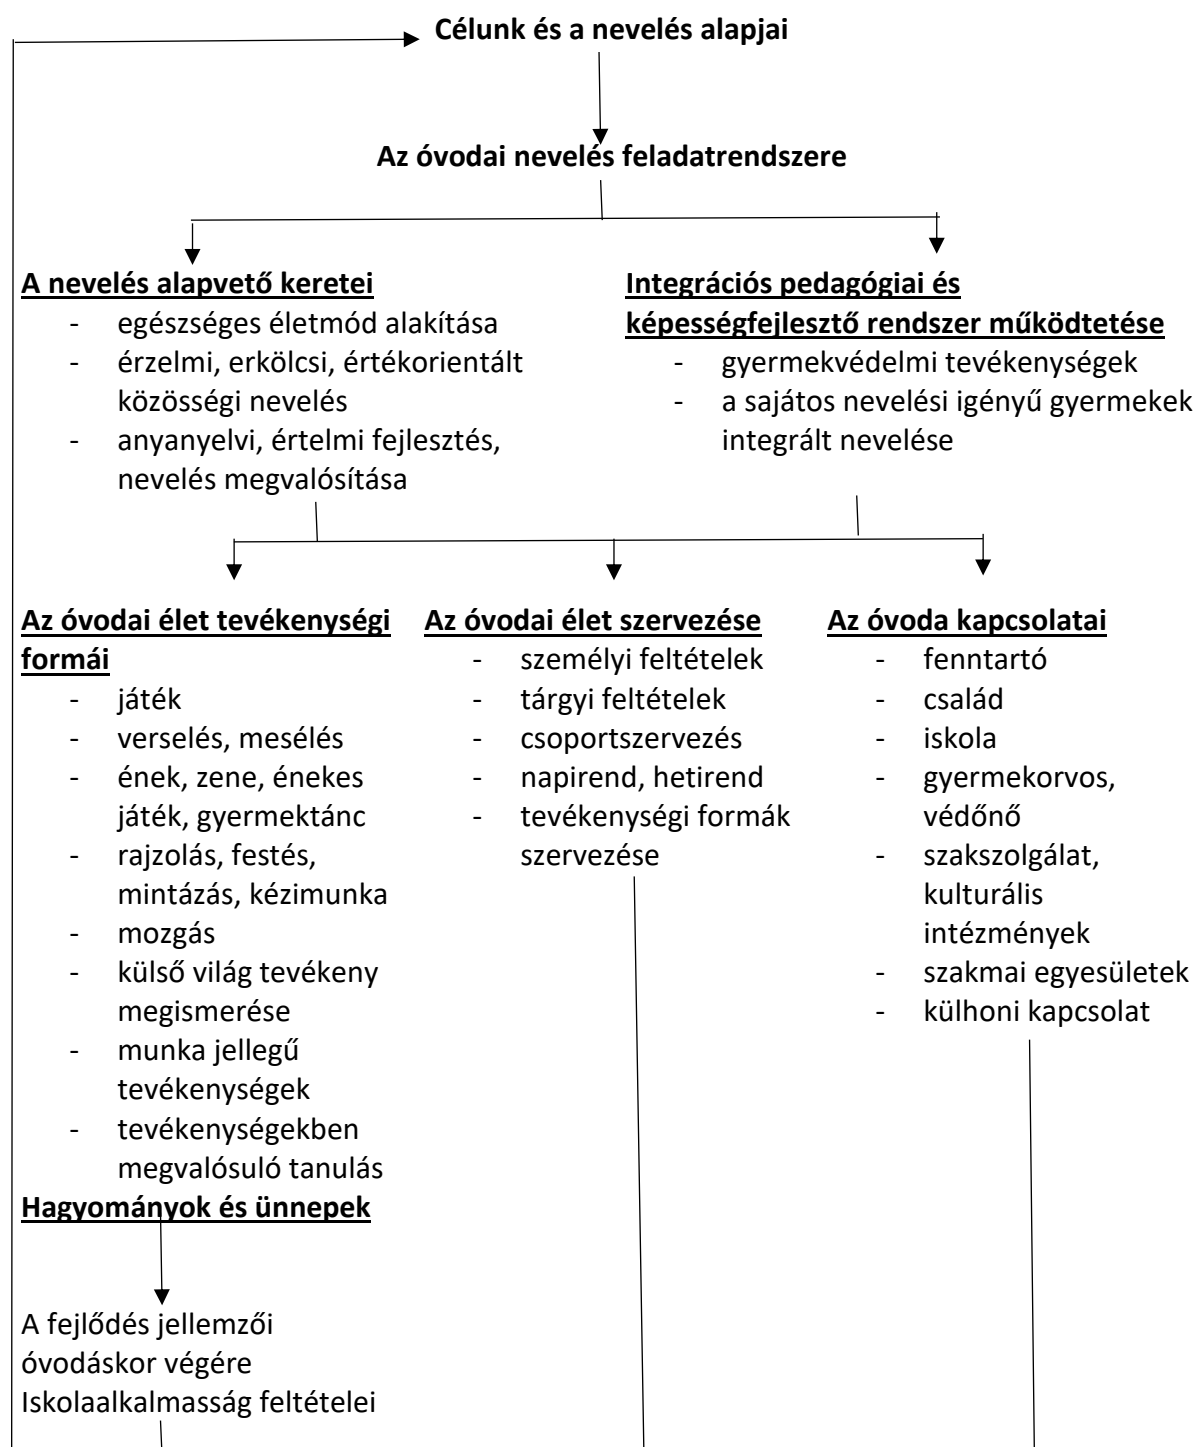 Célunk és a nevelés alapjai
Az óvodai nevelés feladatrendszere
A nevelés alapvető keretei
- egészséges életmód alakítása
- érzelmi, erkölcsi, értékorientált
közösségi nevelés
- anyanyelvi, értelmi fejlesztés,
nevelés megvalósítása
Integrációs pedagógiai és
képességfejlesztő rendszer működtetése
- gyermekvédelmi tevékenységek
- a sajátos nevelési igényű gyermekek
integrált nevelése
Az óvodai élet tevékenységi
formái
- játék
- verselés, mesélés
- ének, zene, énekes
játék, gyermektánc
- rajzolás, festés,
mintázás, kézimunka
- mozgás
- külső világ tevékeny
megismerése
- munka jellegű
tevékenységek
- tevékenységekben
megvalósuló tanulás
Hagyományok és ünnepek
A fejlődés jellemzői
óvodáskor végére
Iskolaalkalmasság feltételei
Az óvodai élet szervezése
- személyi feltételek
- tárgyi feltételek
- csoportszervezés
- napirend, hetirend
- tevékenységi formák
szervezése
Az óvoda kapcsolatai
- fenntartó
- család
- iskola
- gyermekorvos,
védőnő
- szakszolgálat,
kulturális
intézmények
- szakmai egyesületek
- külhoni kapcsolat